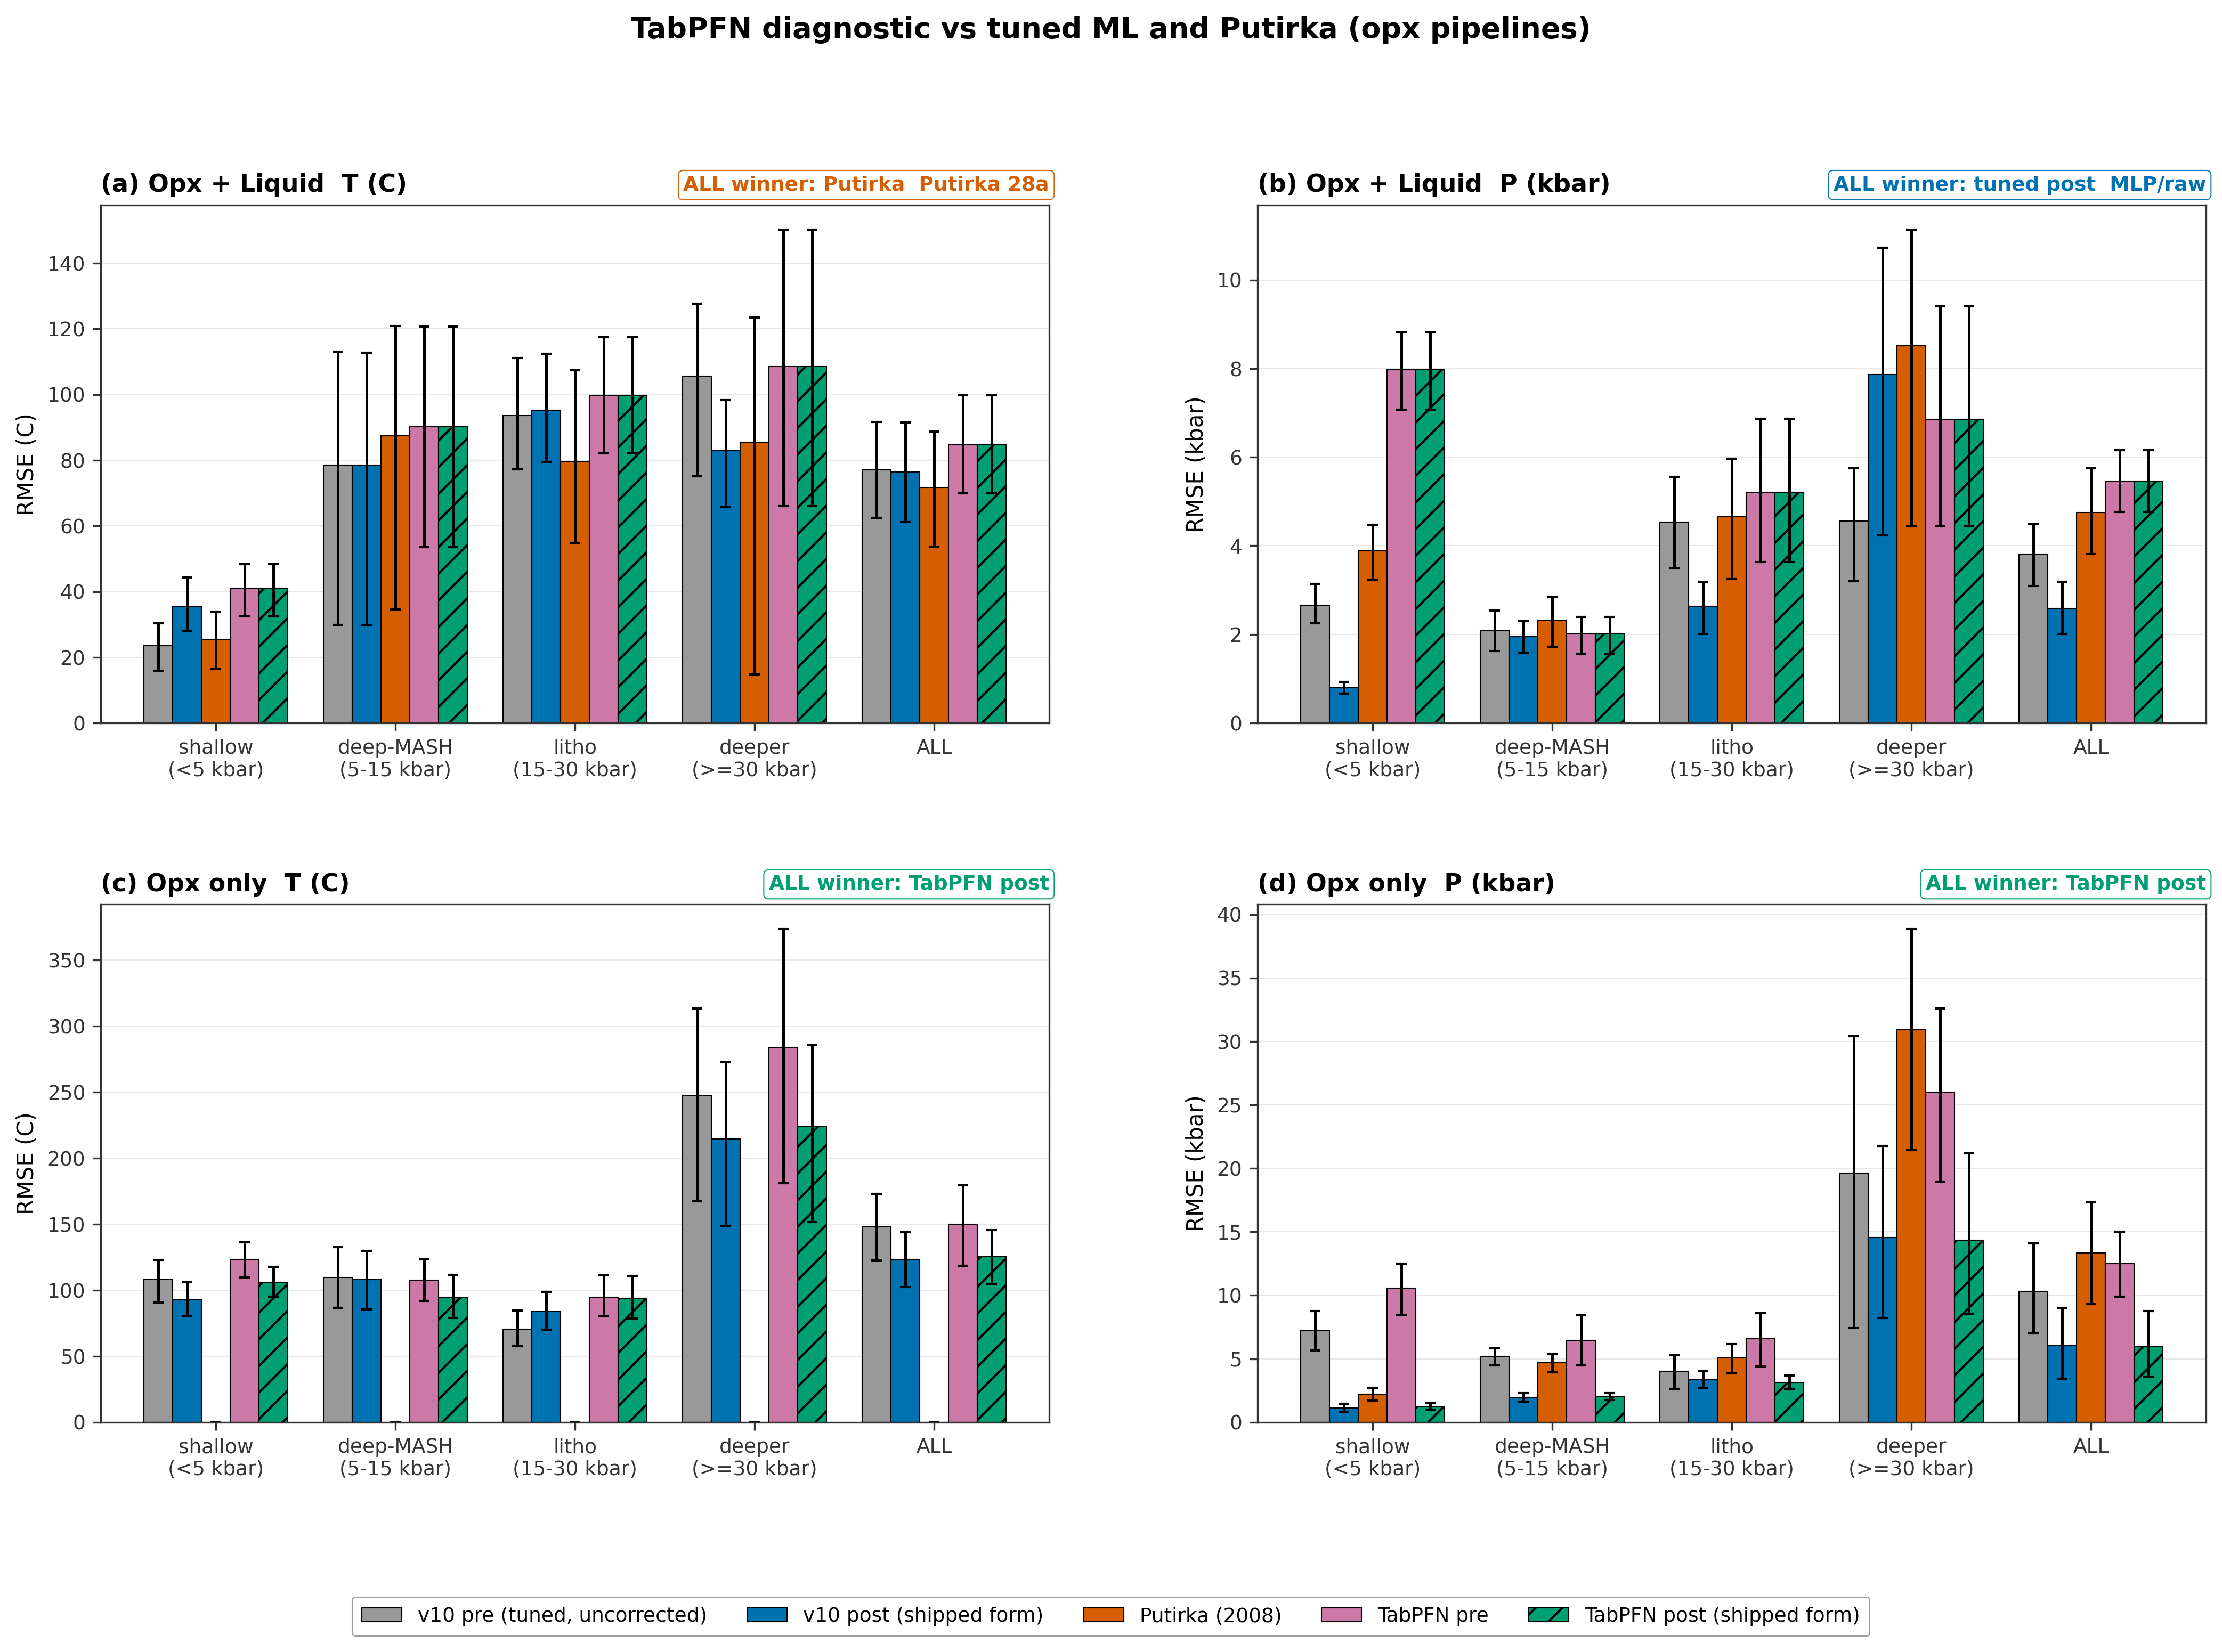 TabPFN diagnostic vs tuned ML and Putirka (opx pipelines)
(a) Opx + Liquid  T (C)
ALL winner: Putirka  Putirka 28a
RMSE (C)
140
120
100
80
60
40
20
0
shallow
(<5 kbar)
deep-MASH
(5-15 kbar)
litho
(15-30 kbar)
deeper
(>=30 kbar)
ALL
(b) Opx + Liquid  P (kbar)
ALL winner: tuned post  MLP/raw
RMSE (kbar)
10
8
6
4
2
0
shallow
(<5 kbar)
deep-MASH
(5-15 kbar)
litho
(15-30 kbar)
deeper
(>=30 kbar)
ALL
(c) Opx only  T (C)
ALL winner: TabPFN post
RMSE (C)
350
300
250
200
150
100
50
0
shallow
(<5 kbar)
deep-MASH
(5-15 kbar)
litho
(15-30 kbar)
deeper
(>=30 kbar)
ALL
(d) Opx only  P (kbar)
ALL winner: TabPFN post
RMSE (kbar)
40
35
30
25
20
15
10
5
0
shallow
(<5 kbar)
deep-MASH
(5-15 kbar)
litho
(15-30 kbar)
deeper
(>=30 kbar)
ALL
v10 pre (tuned, uncorrected)
v10 post (shipped form)
Putirka (2008)
TabPFN pre
TabPFN post (shipped form)